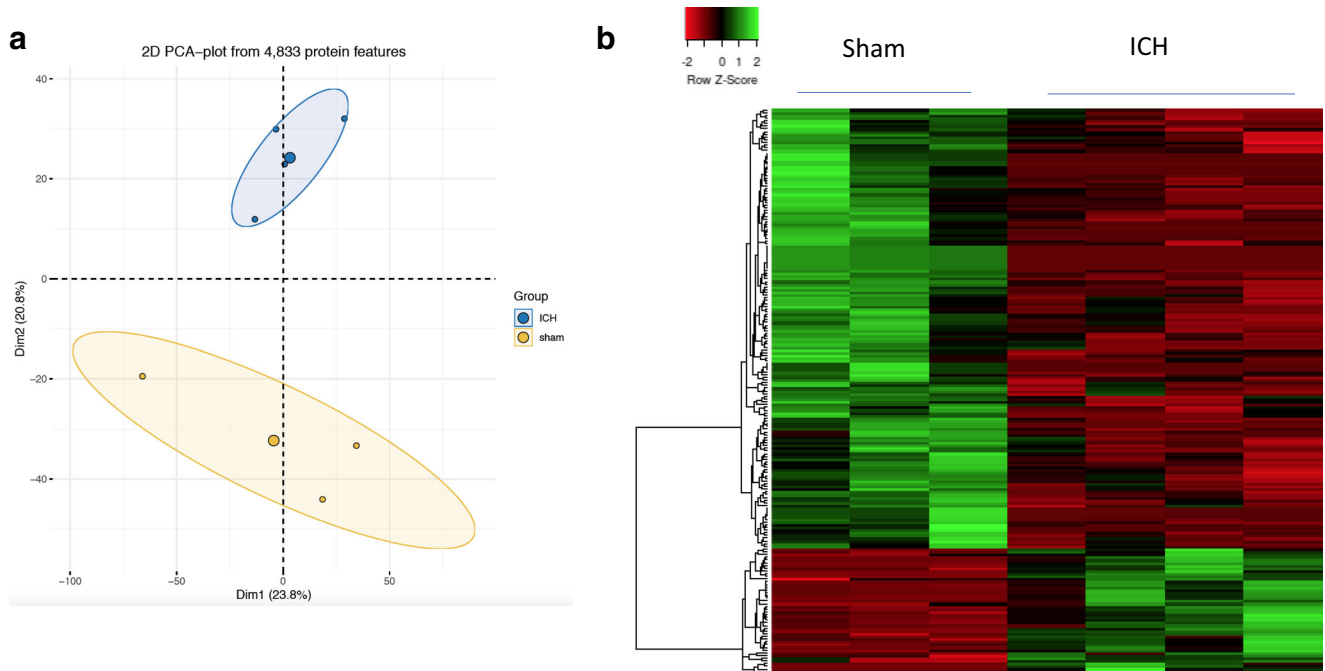 a
2D PCA−plot from 4,833 protein features
40
20
0
−20
−40
Dim2 (20.8%)
−100
−50
0
50
Dim1 (23.8%)
Group
ICH
sham
b
-2
0
1
2
Row Z-Score
Sham
ICH